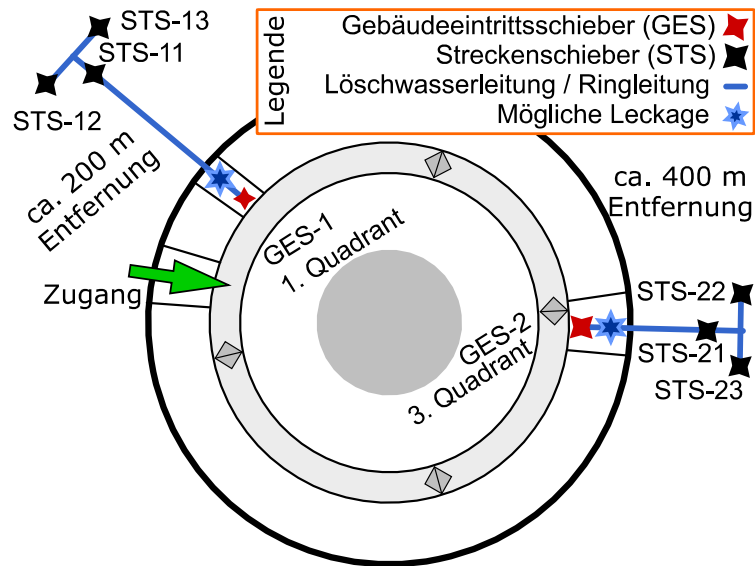 STS-13
STS-11
STS-12
Legende
Gebäudeeintrittsschieber (GES)
Streckenschieber (STS)
Löschwasserleitung / Ringleitung
Mögliche Leckage
ca. 200 m
Entfernung
ca. 400 m
Entfernung
GES-1
1. Quadrant
Zugang
STS-22
GES-2
3. Quadrant
STS-21
STS-23